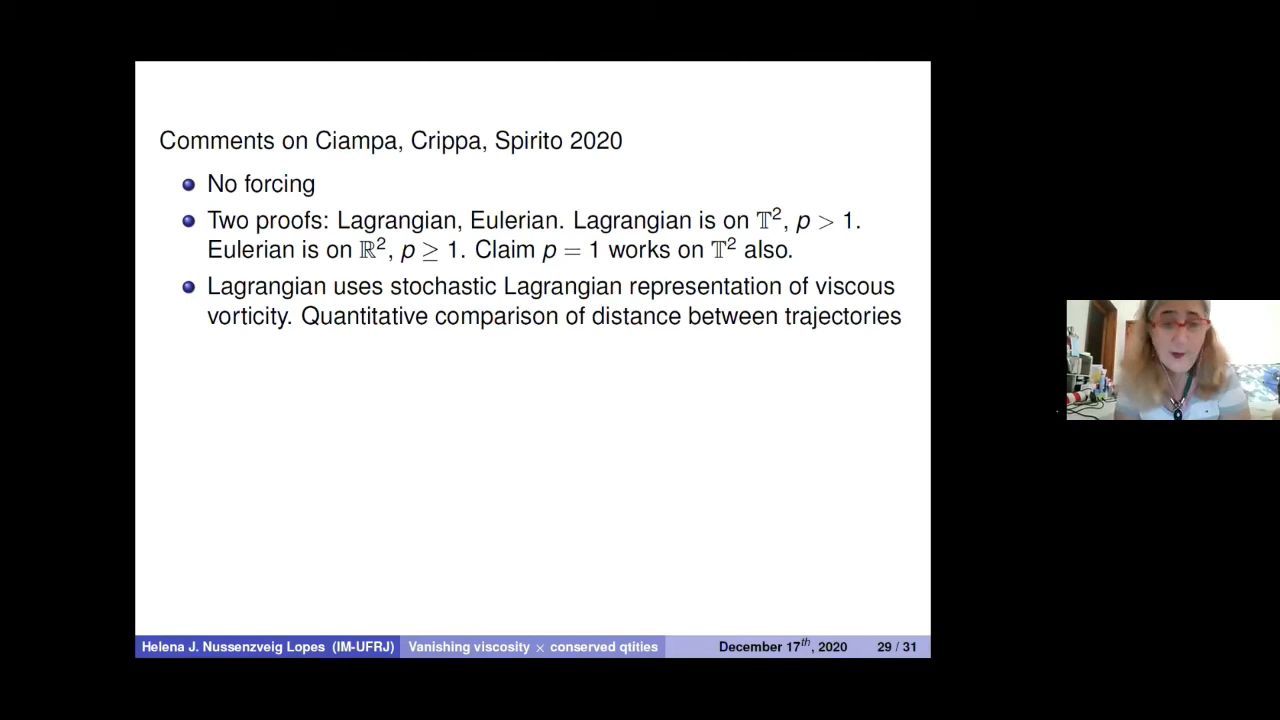 Comments on Ciampa, Crippa, Spirito 2020
No forcing
Two proofs: Lagrangian, Eulerian. Lagrangian is on 𝕋², p > 1.
Eulerian is on ℝ², p ≥ 1. Claim p = 1 works on 𝕋² also.
Lagrangian uses stochastic Lagrangian representation of viscous
vorticity. Quantitative comparison of distance between trajectories
Helena J. Nussenzveig Lopes (IM-UFRJ) Vanishing viscosity × conserved qtities December 17th, 2020 29 / 31